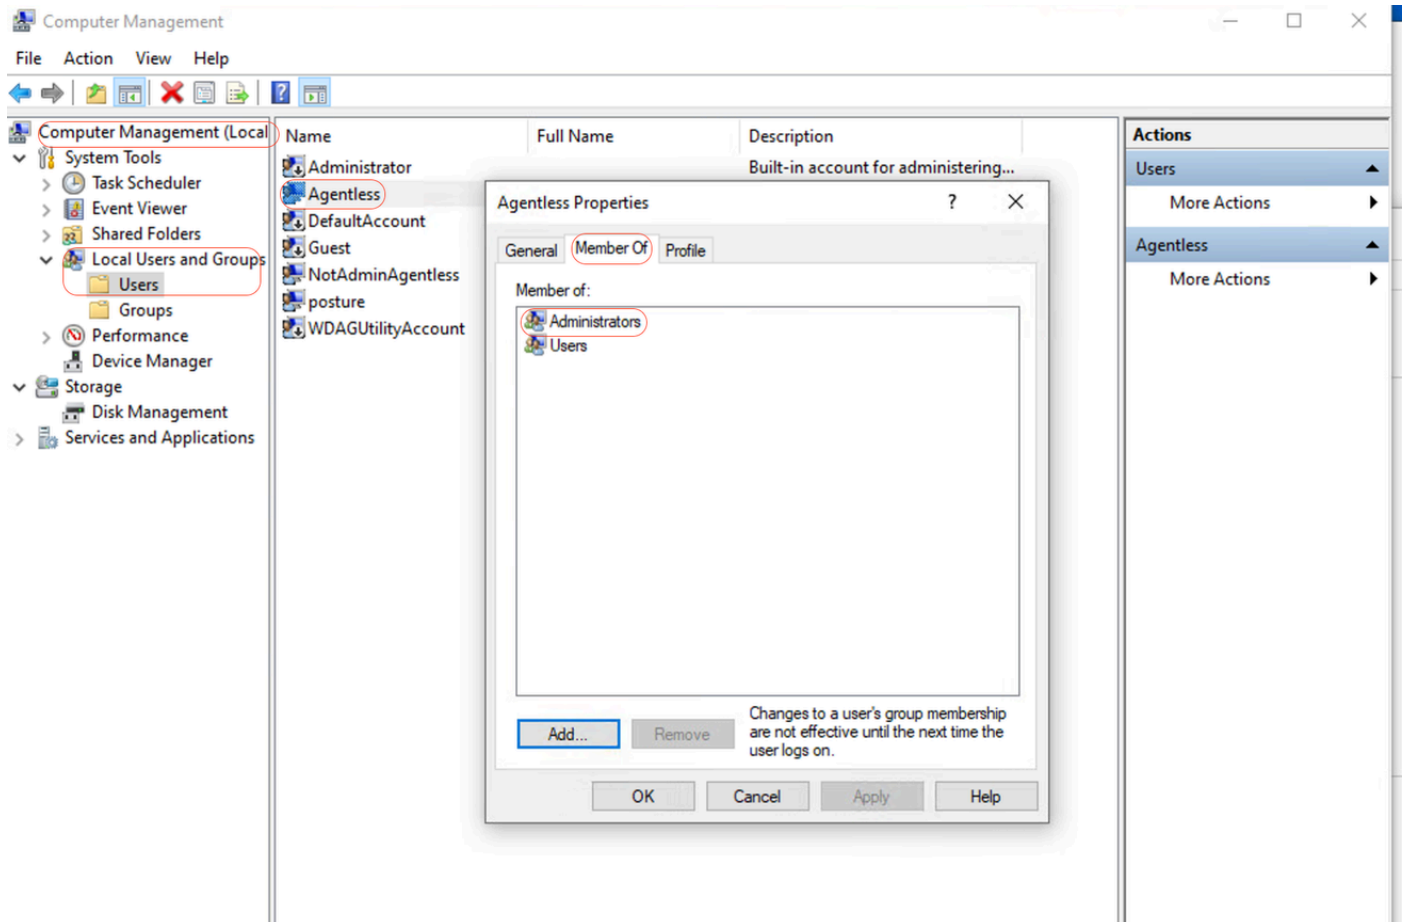 Computer Management
File Action View Help
Computer Management (Local
System Tools
Task Scheduler
Event Viewer
Shared Folders
Local Users and Groups
Users
Groups
Performance
Device Manager
Storage
Disk Management
Services and Applications
Name Full Name Description
Administrator Built-in account for administering...
Agentless
DefaultAccount
Guest
NotAdminAgentless
posture
WDAGUtilityAccount
Agentless Properties
?
General Member Of Profile
Member of:
Administrators
Users
Add... Remove
Changes to a user's group membership
are not effective until the next time the
user logs on.
OK Cancel Apply Help
Actions
Users
More Actions
Agentless
More Actions